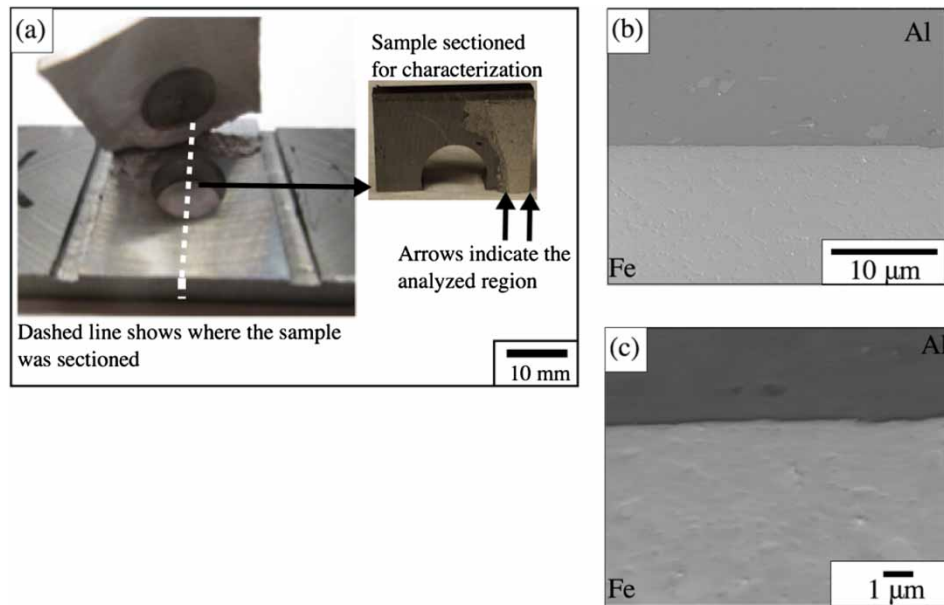 (a)
Sample sectioned
for characterization
Arrows indicate the
analyzed region
Dashed line shows where the sample
was sectioned
10 mm
(b)
Al
Fe
10 μm
(c)
Al
Fe
1 μm